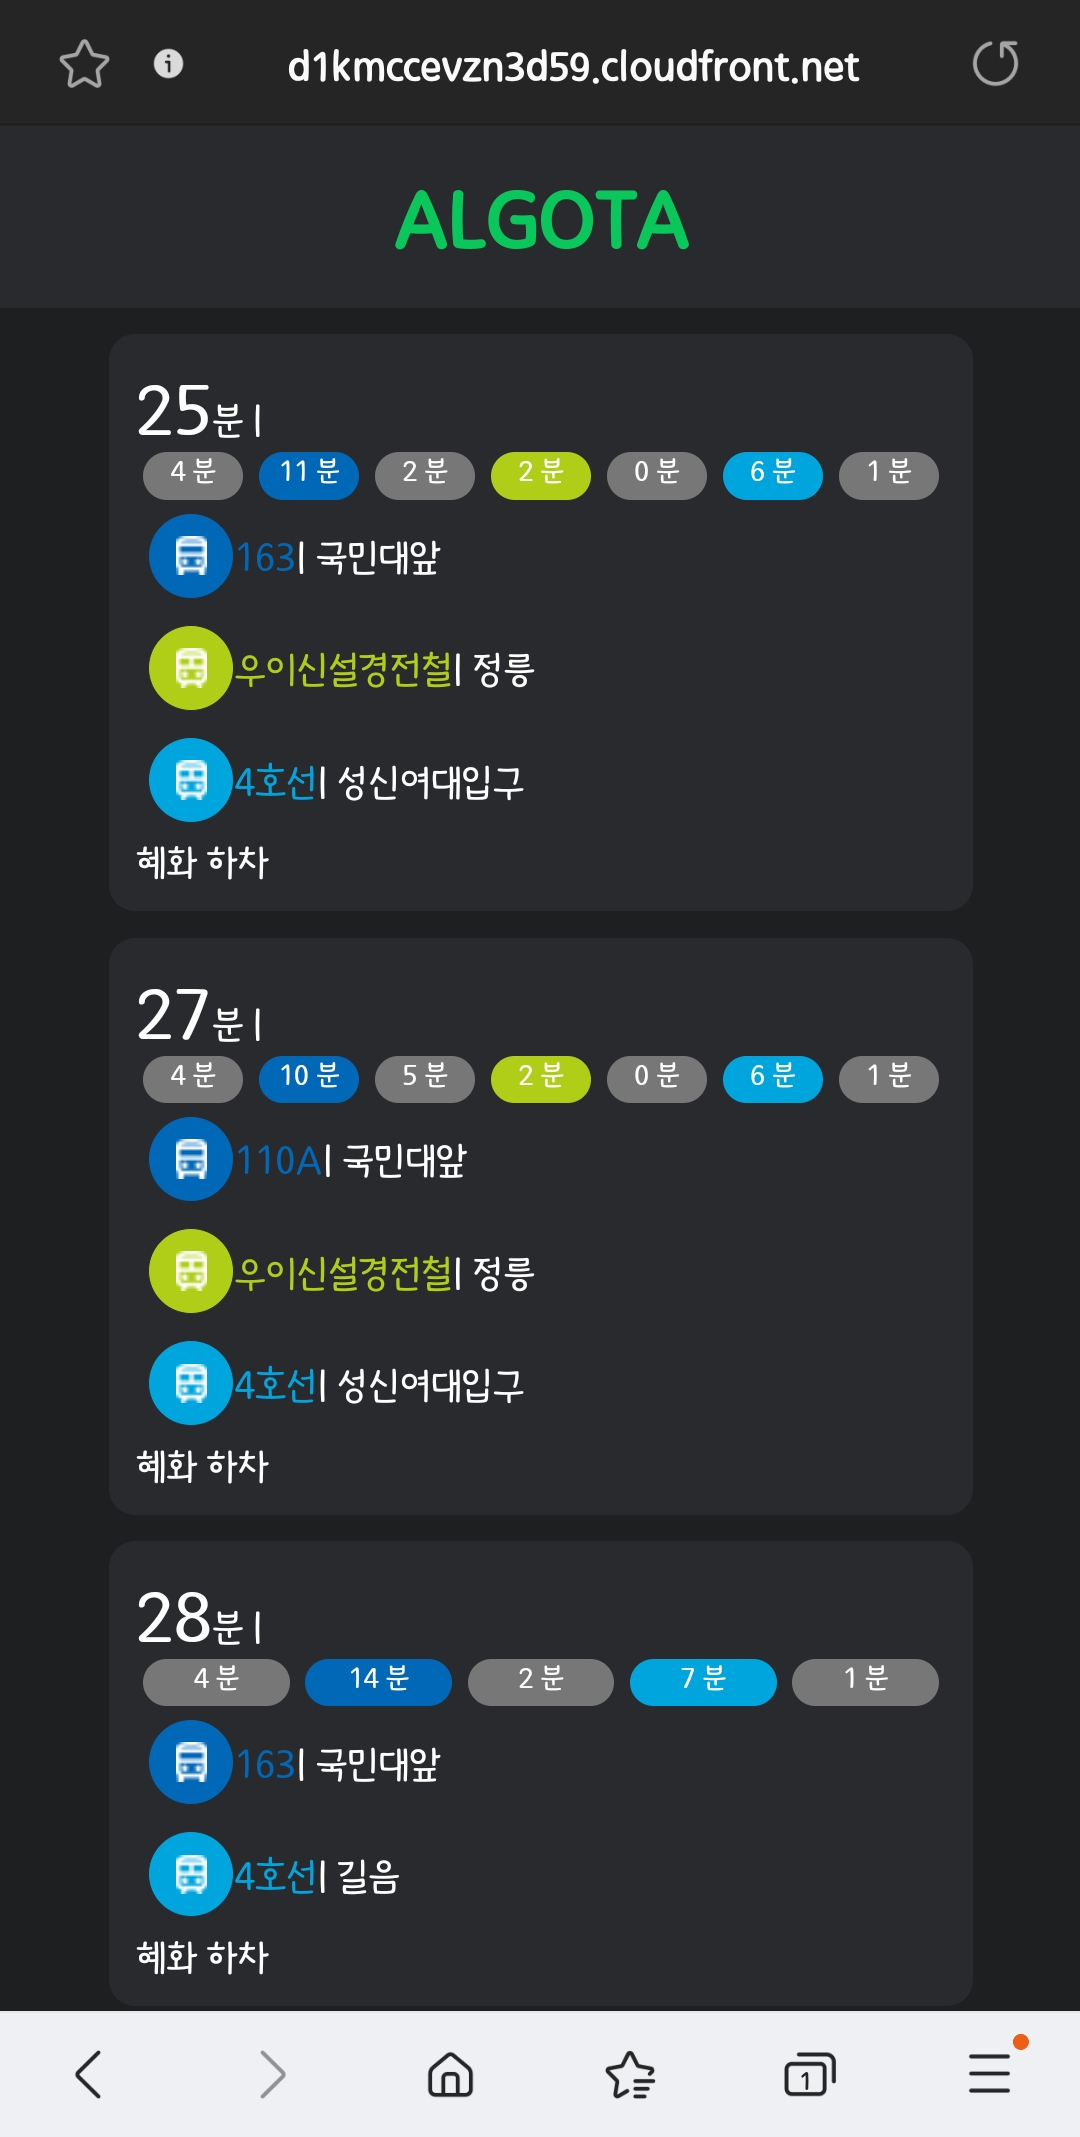 d1kmccevzn3d59.cloudfront.net
ALGOTA
25분 |
4 분 11 분 2 분 2 분 0 분 6 분 1 분
163| 국민대앞
우이신설경전철| 정릉
4호선| 성신여대입구
혜화 하차
27분 |
4 분 10 분 5 분 2 분 0 분 6 분 1 분
110A| 국민대앞
우이신설경전철| 정릉
4호선| 성신여대입구
혜화 하차
28분 |
4 분 14 분 2 분 7 분 1 분
163| 국민대앞
4호선| 길음
혜화 하차
1